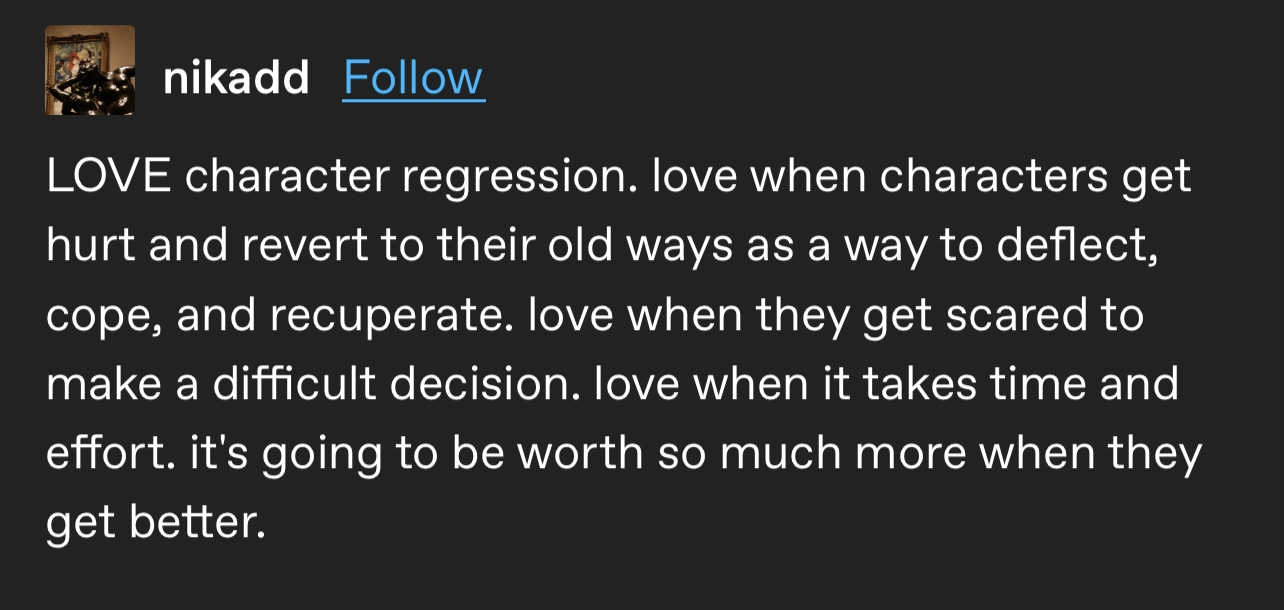 nikadd Follow
LOVE character regression. love when characters get
hurt and revert to their old ways as a way to deflect,
cope, and recuperate. love when they get scared to
make a difficult decision. love when it takes time and
effort. it's going to be worth so much more when they
get better.